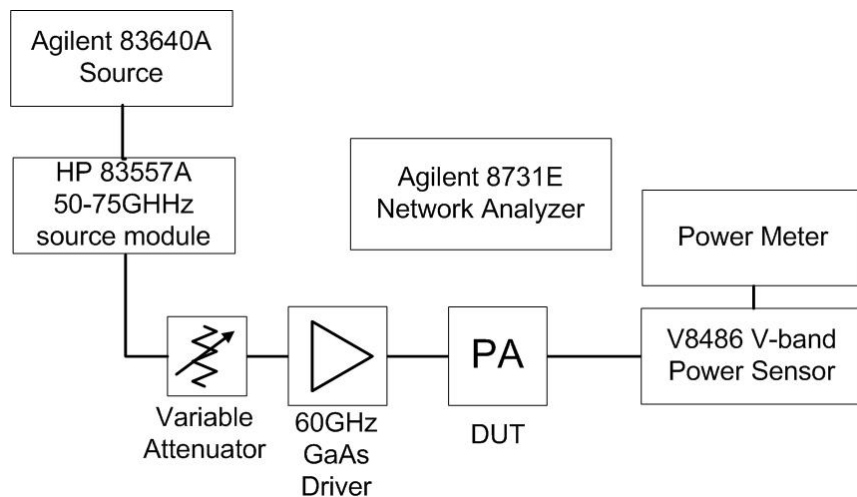 Agilent 83640A
Source
HP 83557A
50-75GHHz
source module
Agilent 8731E
Network Analyzer
Power Meter
V8486 V-band
Power Sensor
PA
Variable
Attenuator
60GHz
GaAs
Driver
DUT